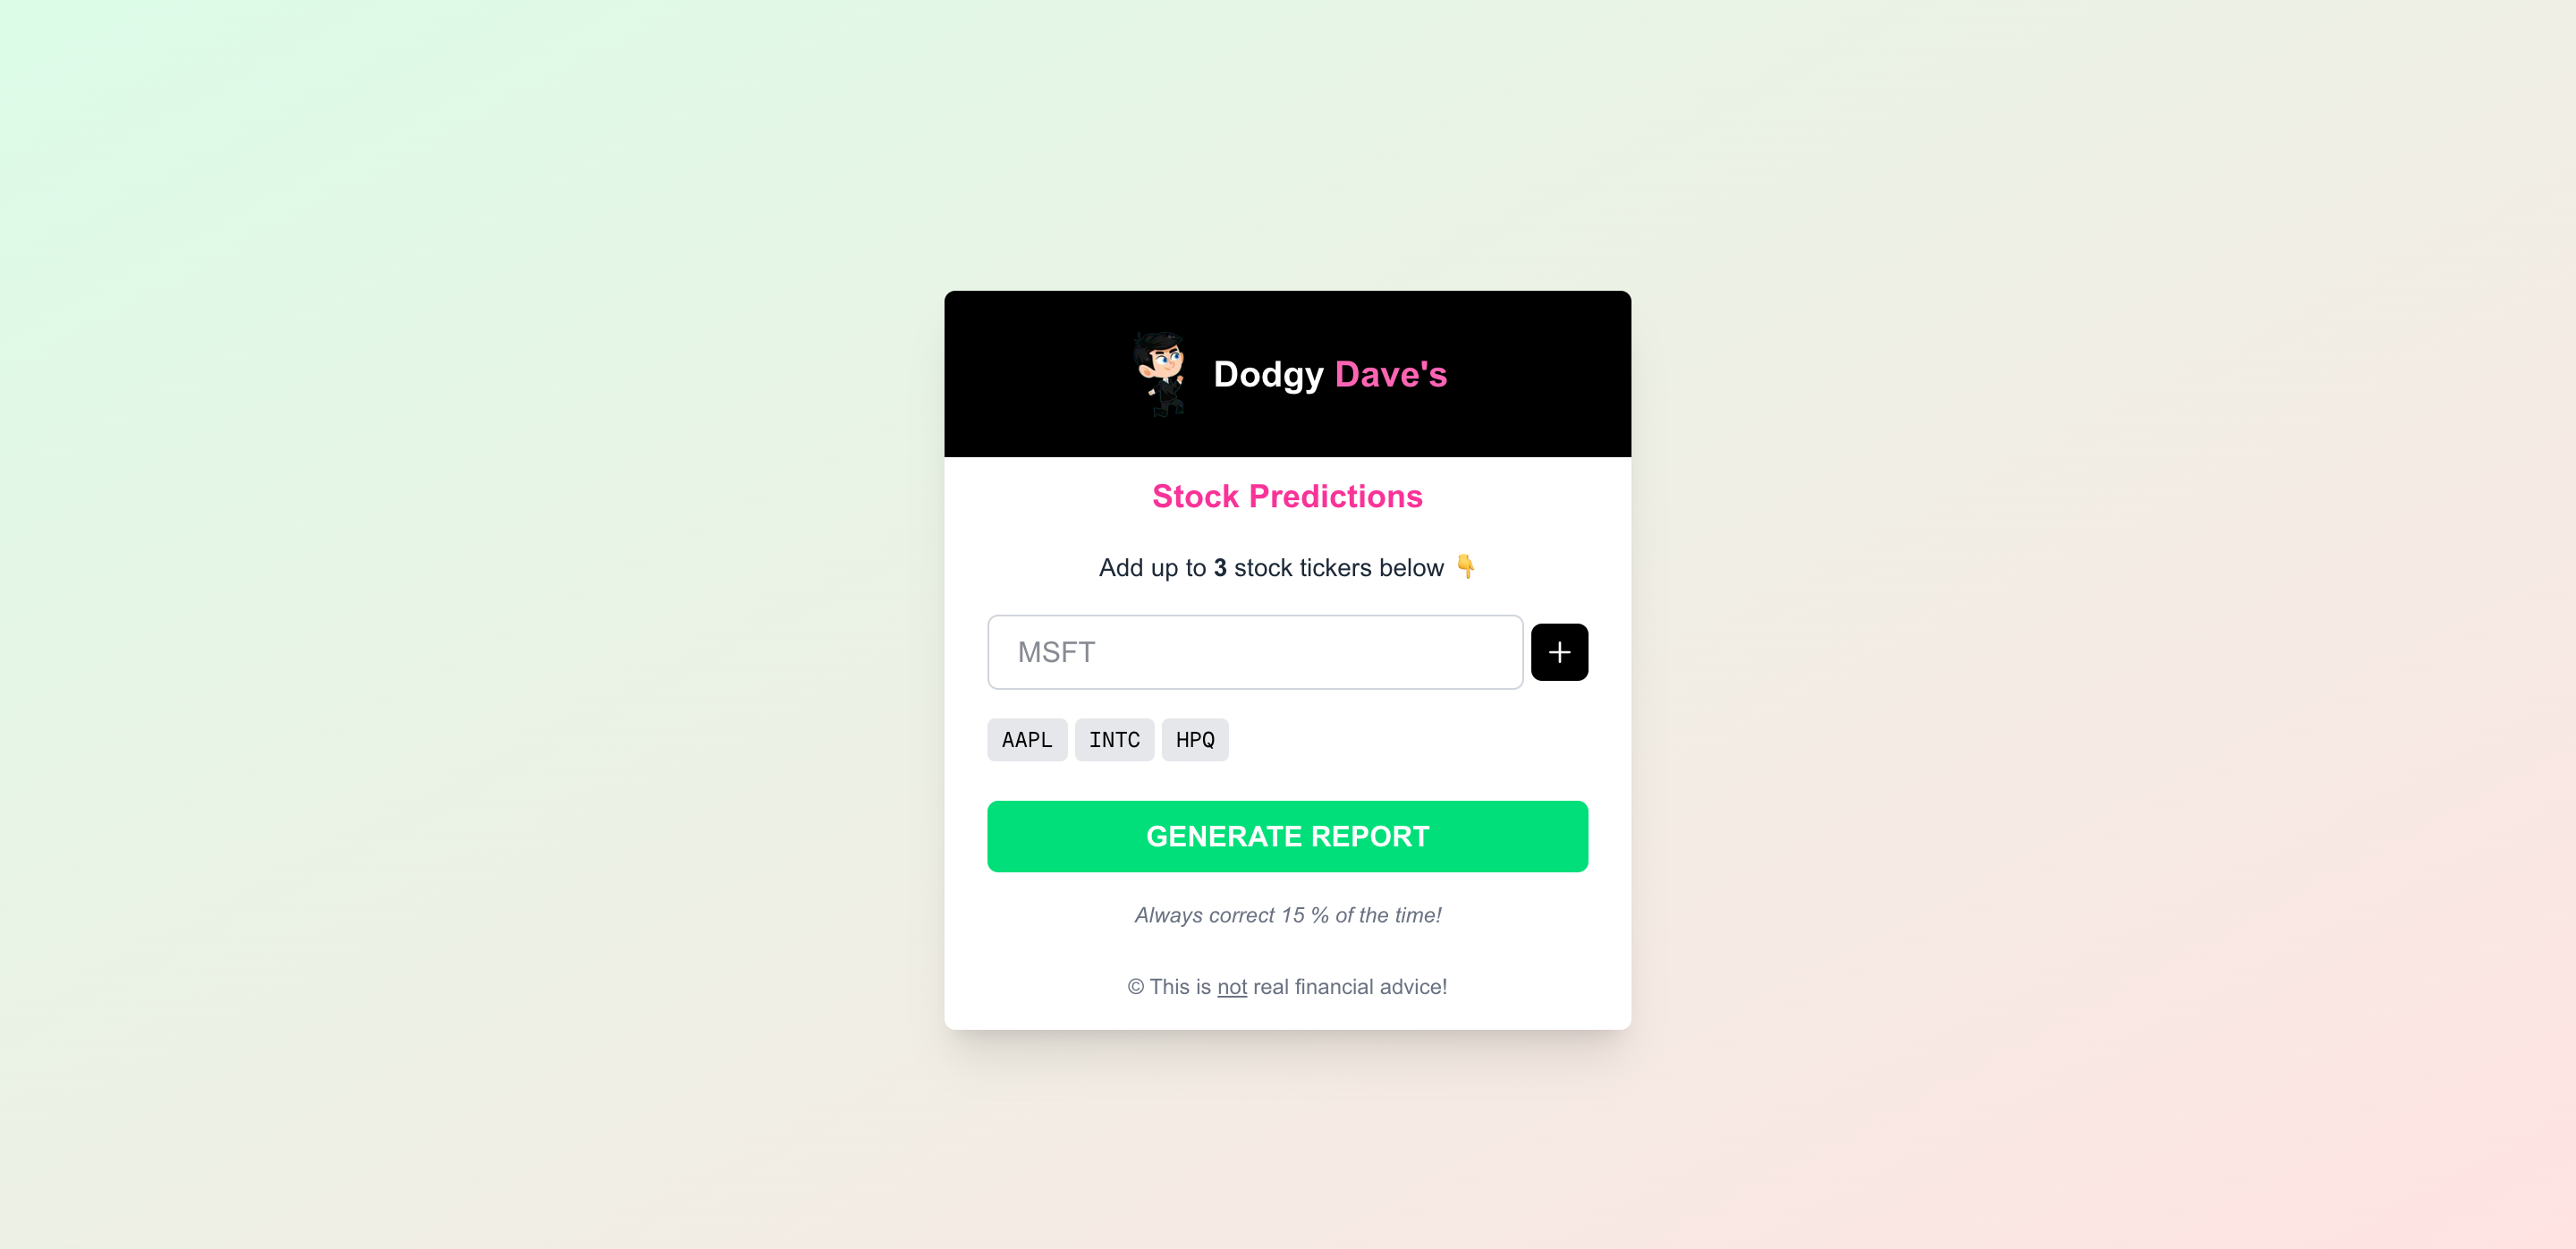 Dodgy Dave's
Stock Predictions
Add up to 3 stock tickers below 👇
MSFT
AAPL INTC HPQ
GENERATE REPORT
Always correct 15 % of the time!
© This is not real financial advice!